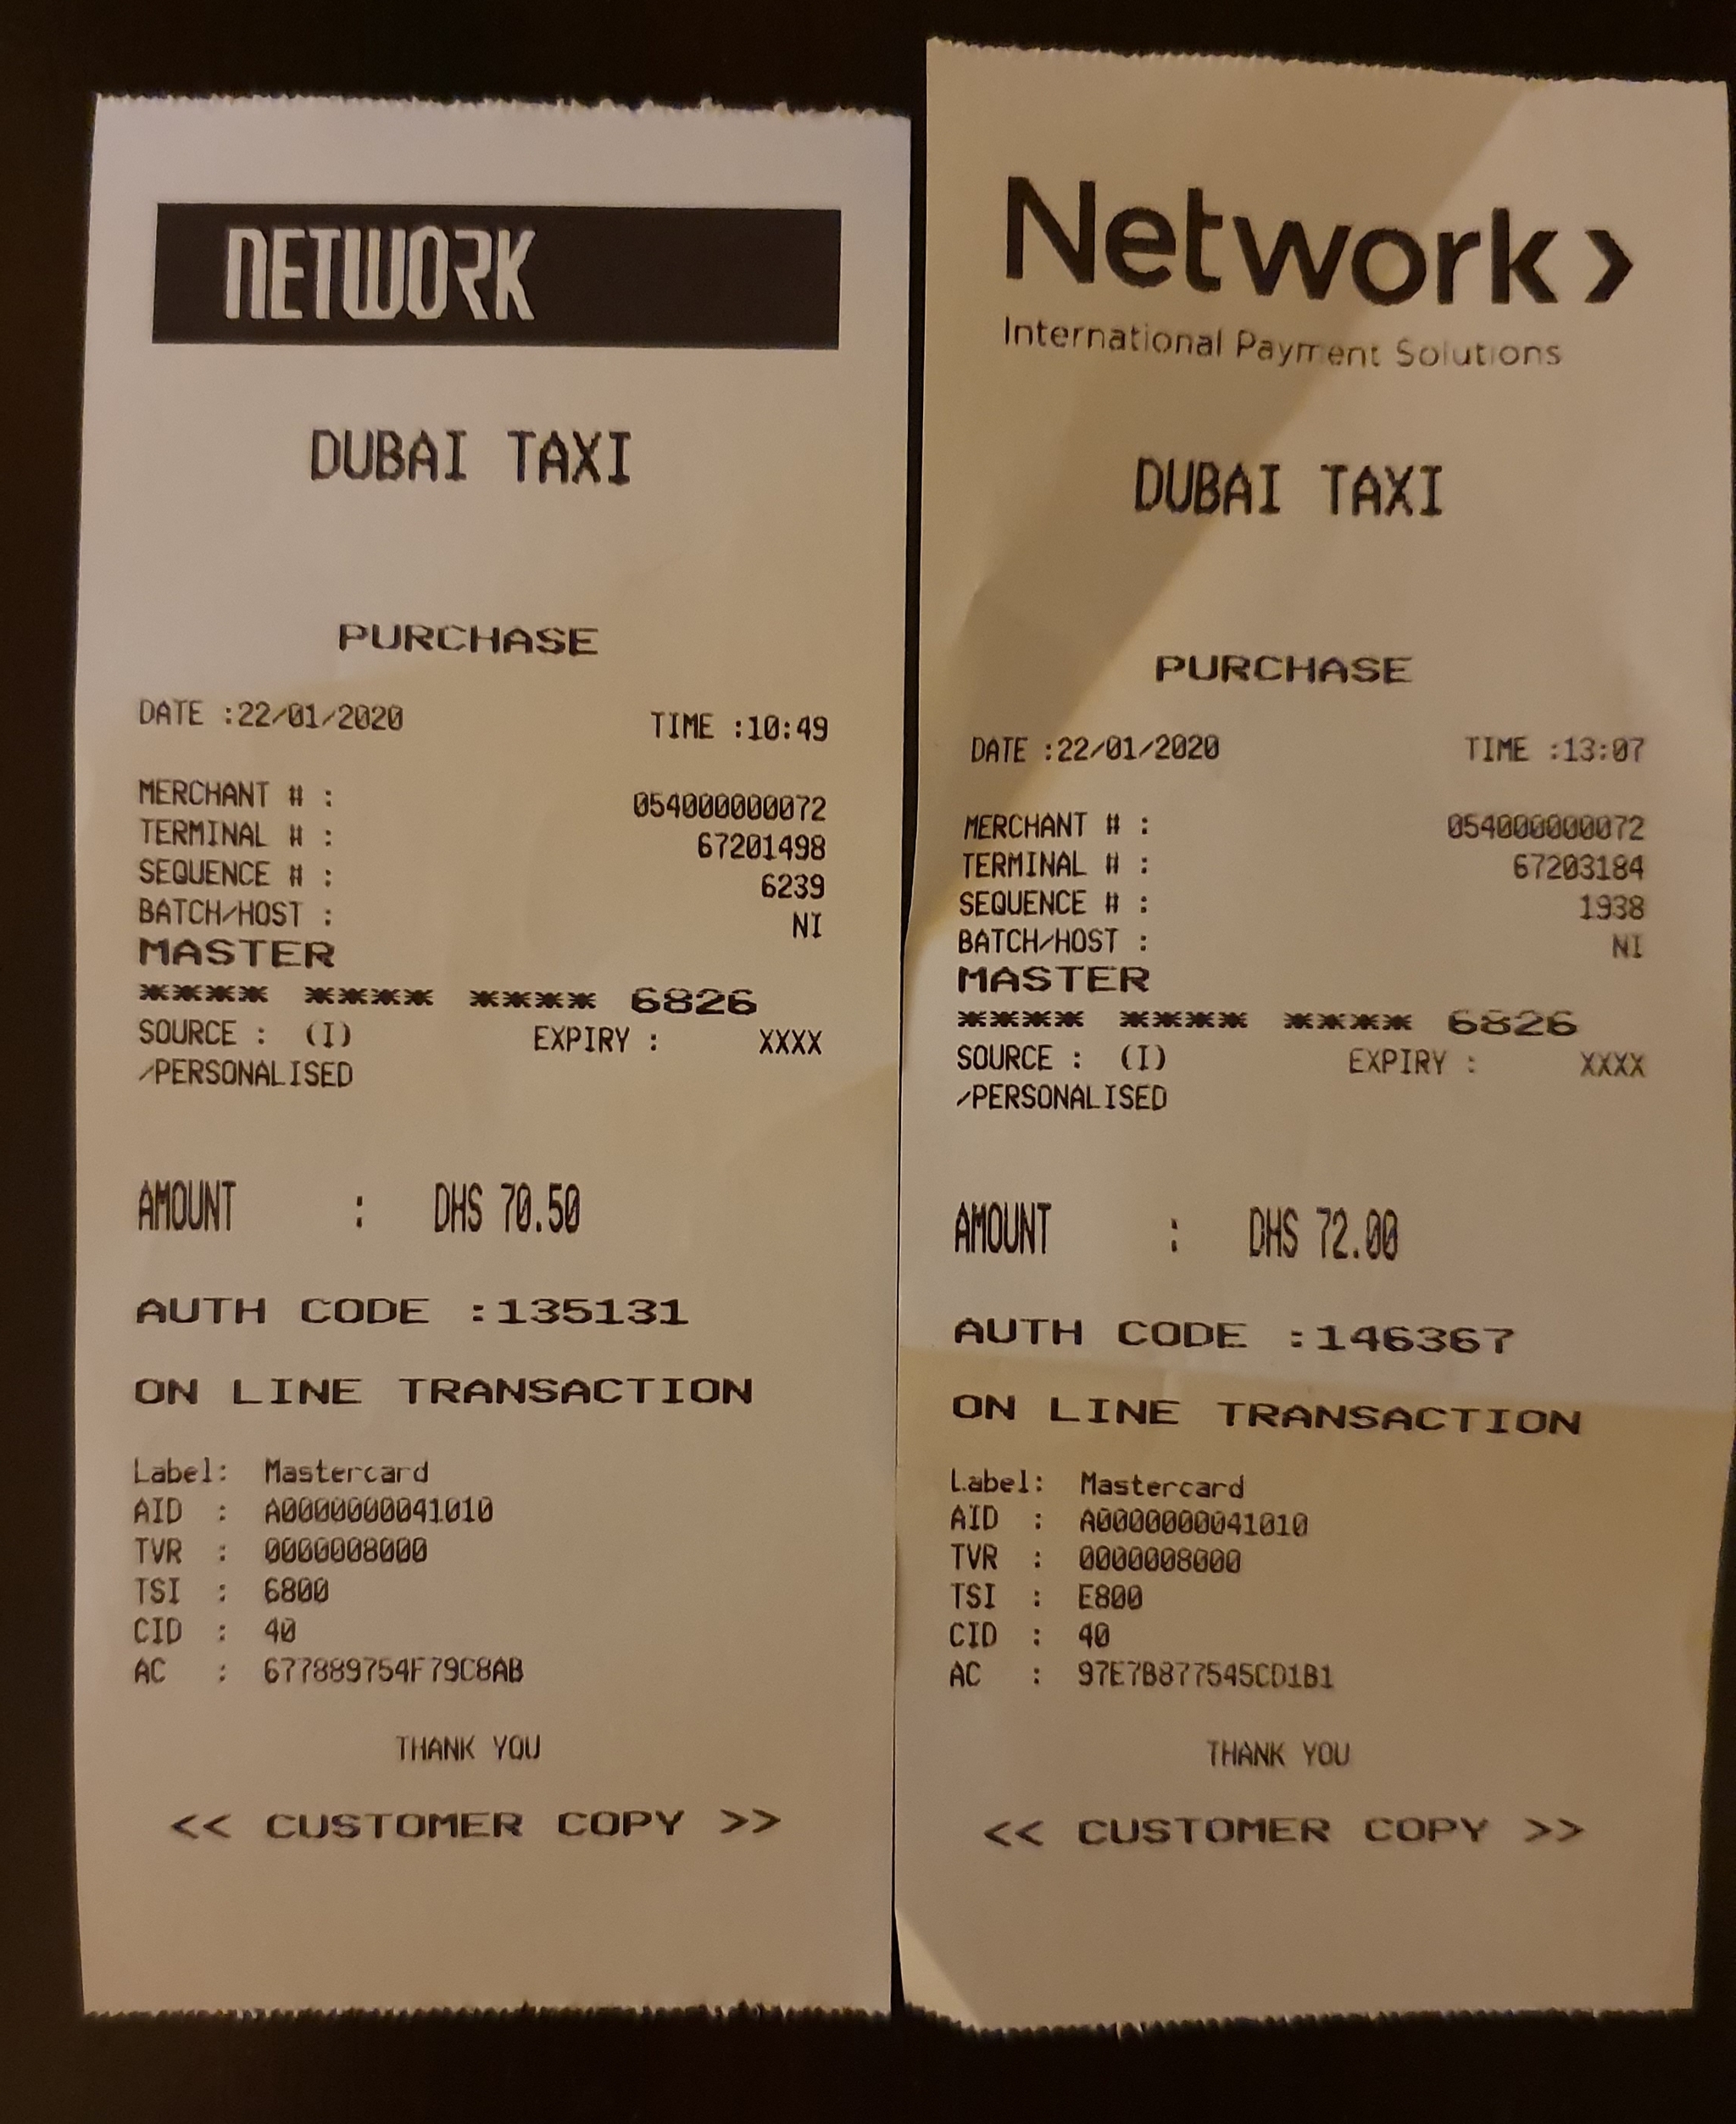 NETWORK
DUBAI TAXI
PURCHASE
DATE :22/01/2020 TIME :10:49
MERCHANT # : 054000000072
TERMINAL # : 67201498
SEQUENCE # : 6239
BATCH/HOST : NI
MASTER
**** **** **** 6826
SOURCE : (I) EXPIRY : XXXX
/PERSONALISED
AMOUNT : DHS 70.50
AUTH CODE :135131
ON LINE TRANSACTION
Label: Mastercard
AID : A0000000041010
TVR : 0000008000
TSI : 6800
CID : 40
AC : 677889754F79C8AB
THANK YOU
<< CUSTOMER COPY >>
Network>
International Payment Solutions
DUBAI TAXI
PURCHASE
DATE :22/01/2020 TIME :13:07
MERCHANT # : 054000000072
TERMINAL # : 67203184
SEQUENCE # : 1938
BATCH/HOST : NI
MASTER
**** **** **** 6826
SOURCE : (I) EXPIRY : XXXX
/PERSONALISED
AMOUNT : DHS 72.00
AUTH CODE :146367
ON LINE TRANSACTION
Label: Mastercard
AID : A0000000041010
TVR : 0000008000
TSI : E800
CID : 40
AC : 97E7B877545CD1B1
THANK YOU
<< CUSTOMER COPY >>